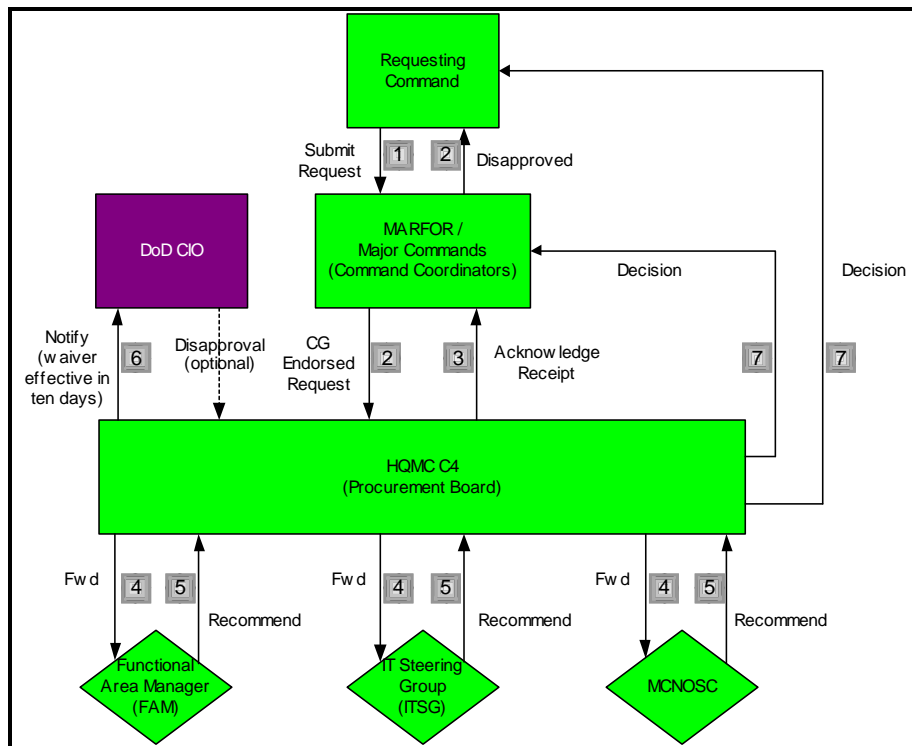 Requesting
Command
Submit
Request
1
2
Disapproved
DoD CIO
MARFOR /
Major Commands
(Command Coordinators)
Decision
Decision
Notify
(waiver
effective in
ten days)
6
Disapproval
(optional)
CG
Endorsed
Request
2
3
Acknowledge
Receipt
7
7
HQMC C4
(Procurement Board)
Fwd
4
5
Recommend
Fwd
4
5
Recommend
Fwd
4
5
Recommend
Functional
Area Manager
(FAM)
IT Steering
Group
(ITSG)
MCNOSC